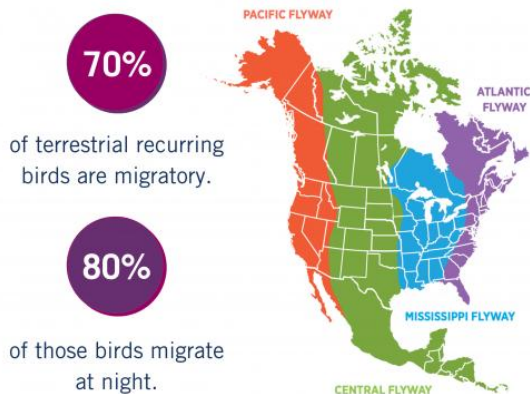 70%
of terrestrial recurring
birds are migratory.
80%
of those birds migrate
at night.
PACIFIC FLYWAY
ATLANTIC
FLYWAY
MISSISSIPPI FLYWAY
CENTRAL FLYWAY